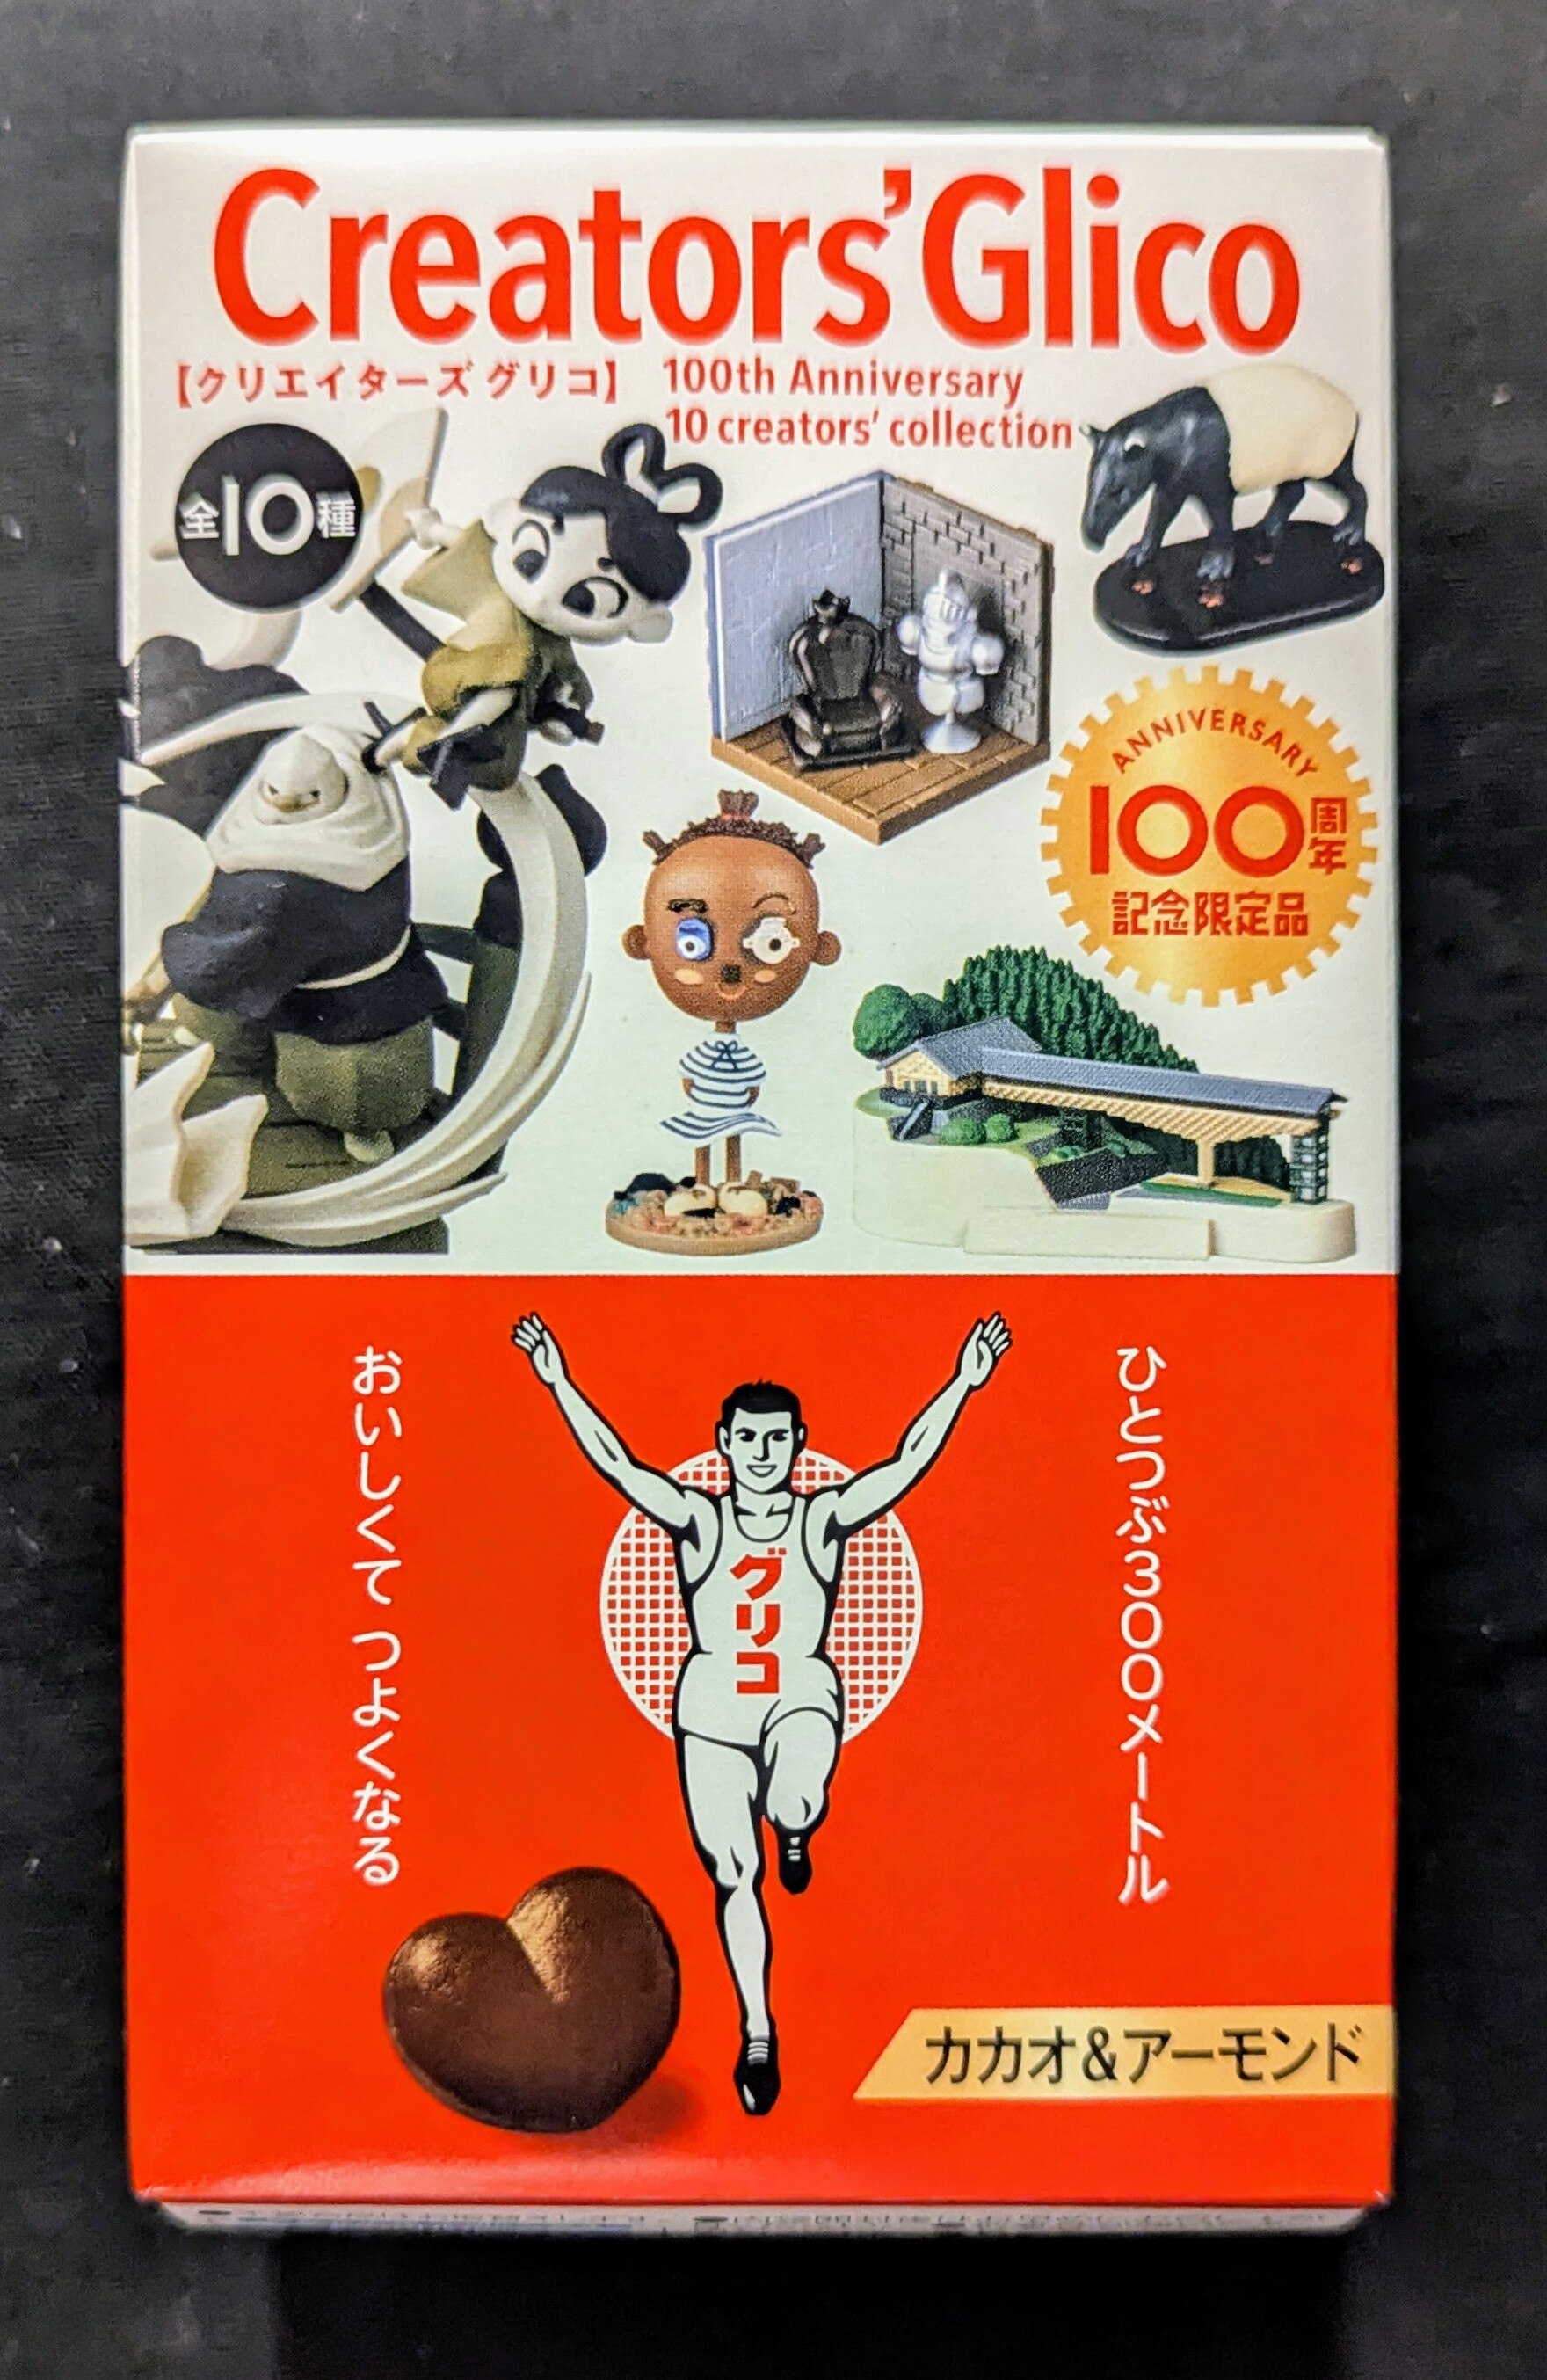 Creators'Glico
【クリエイターズ グリコ】
100th Anniversary
10 creators' collection
全10種
ANNIVERSARY
100周年
記念限定品
ひとつぶ300メートル
おいしくて つよくなる
グリコ
カカオ&アーモンド